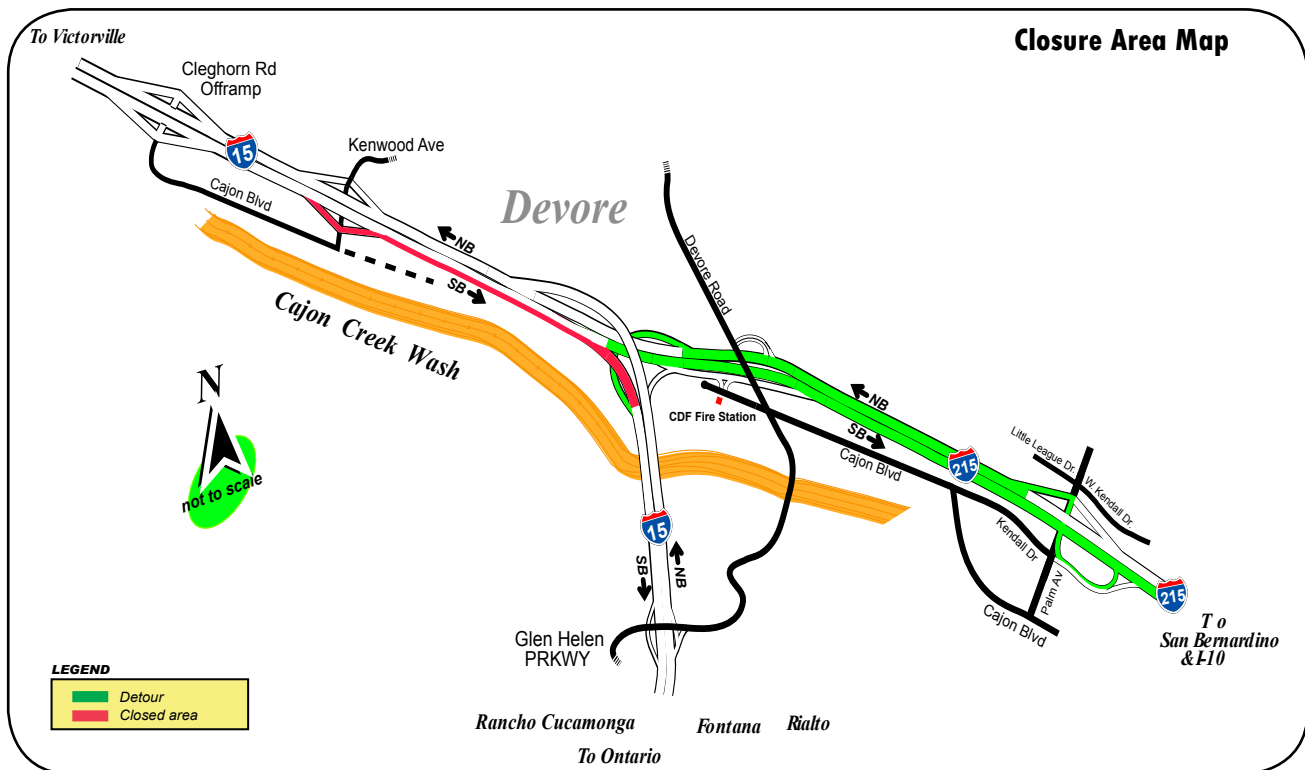 To Victorville
Closure Area Map
Cleghorn Rd
Offramp
15
Kenwood Ave
Cajon Blvd
Devore
NB
SB
Devore Road
Cajon Creek Wash
N
not to scale
CDF Fire Station
NB
SB
Cajon Blvd
215
Little League Dr.
W. Kendall Dr.
Kendall Dr
Palm Av
Cajon Blvd
215
15
SB
NB
Glen Helen
PRKWY
To
San Bernardino
& I-10
LEGEND
Detour
Closed area
Rancho Cucamonga
Fontana
Rialto
To Ontario